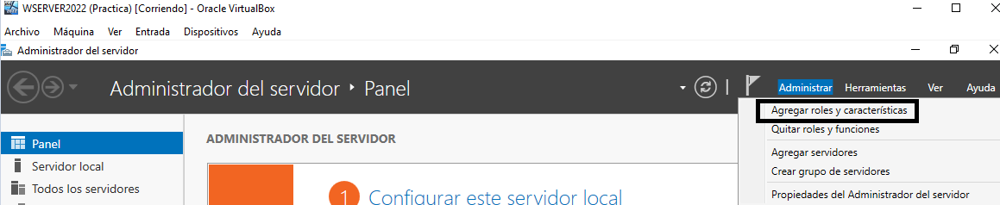 WSERVER2022 (Practica) [Corriendo] - Oracle VirtualBox
Archivo Máquina Ver Entrada Dispositivos Ayuda
Administrador del servidor
Administrador del servidor ‣ Panel
Administrar Herramientas Ver Ayuda
Agregar roles y características
Quitar roles y funciones
Agregar servidores
Crear grupo de servidores
Propiedades del Administrador del servidor
Panel
Servidor local
Todos los servidores
ADMINISTRADOR DEL SERVIDOR
1 Configurar este servidor local